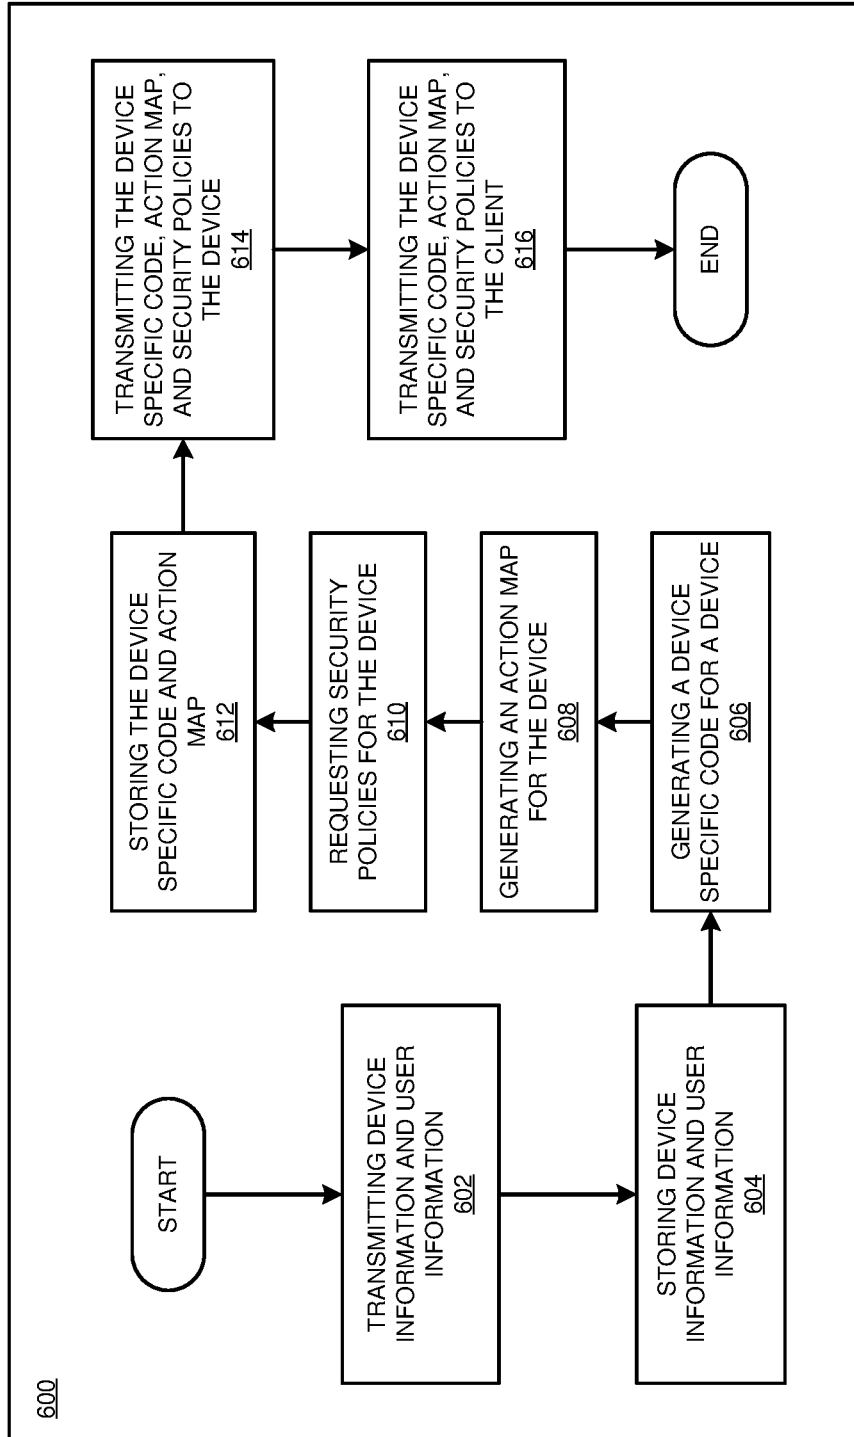 600
START
TRANSMITTING DEVICE
INFORMATION AND USER
INFORMATION
602
STORING DEVICE
INFORMATION AND USER
INFORMATION
604
GENERATING A DEVICE
SPECIFIC CODE FOR A DEVICE
606
GENERATING AN ACTION MAP
FOR THE DEVICE
608
REQUESTING SECURITY
POLICIES FOR THE DEVICE
610
STORING THE DEVICE
SPECIFIC CODE AND ACTION
MAP
612
TRANSMITTING THE DEVICE
SPECIFIC CODE, ACTION MAP,
AND SECURITY POLICIES TO
THE DEVICE
614
TRANSMITTING THE DEVICE
SPECIFIC CODE, ACTION MAP,
AND SECURITY POLICIES TO
THE CLIENT
616
END